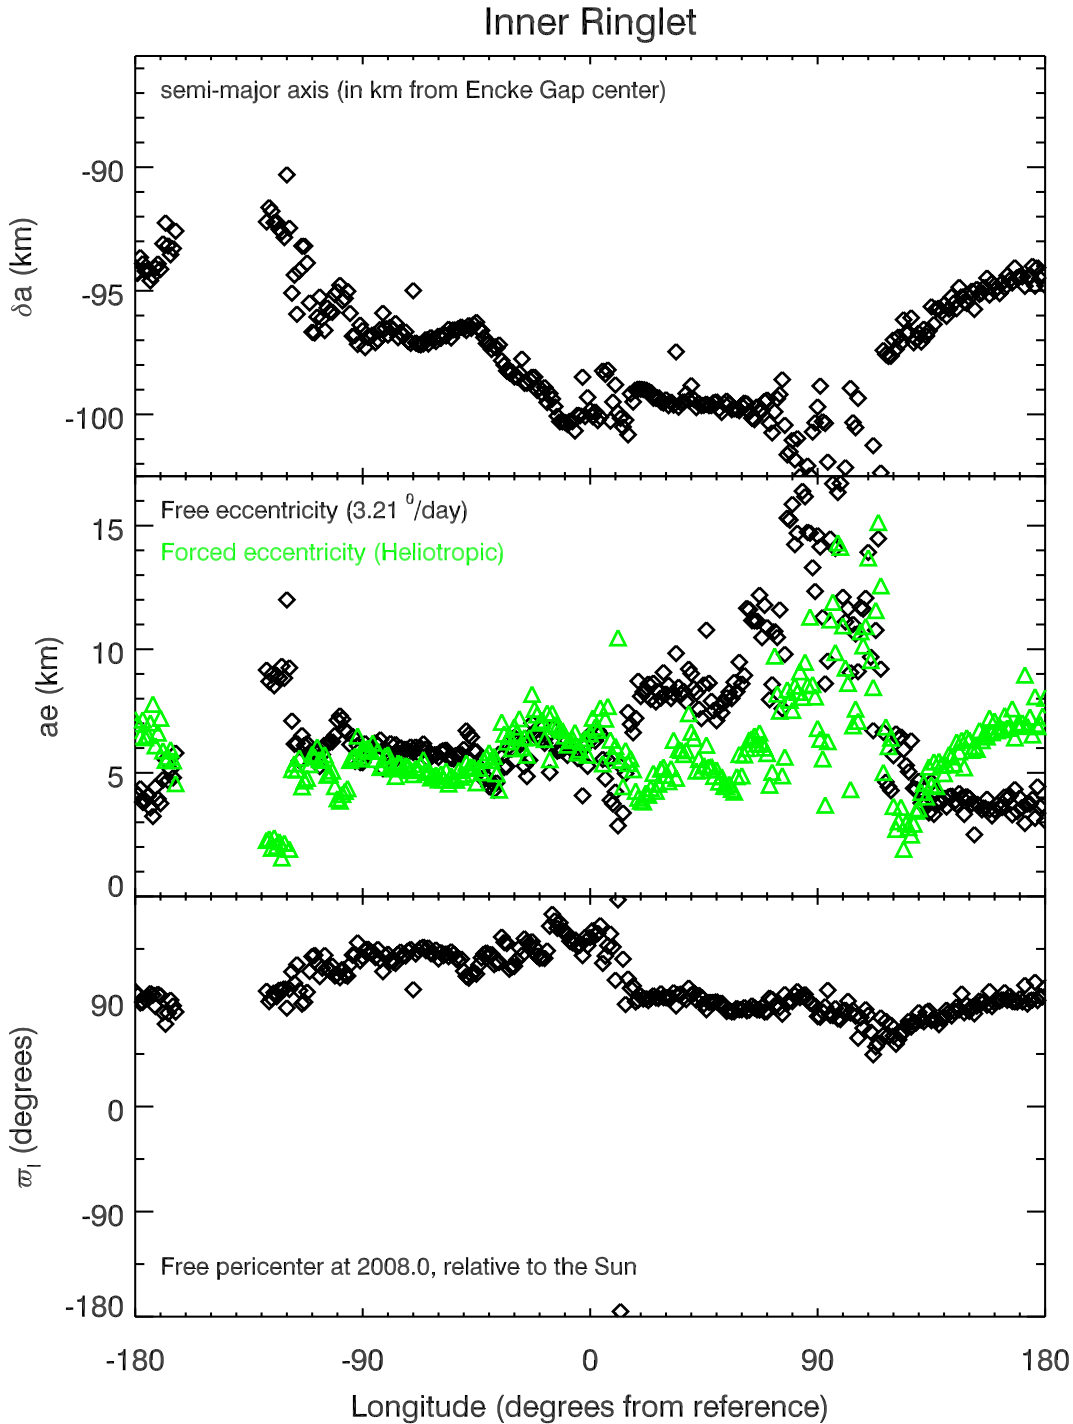 Inner Ringlet
semi-major axis (in km from Encke Gap center)
-90
-95
-100
δa (km)
Free eccentricity (3.21 ⁰/day)
Forced eccentricity (Heliotropic)
15
10
5
0
ae (km)
90
0
-90
-180
ϖₗ (degrees)
Free pericenter at 2008.0, relative to the Sun
-180 -90 0 90 180
Longitude (degrees from reference)